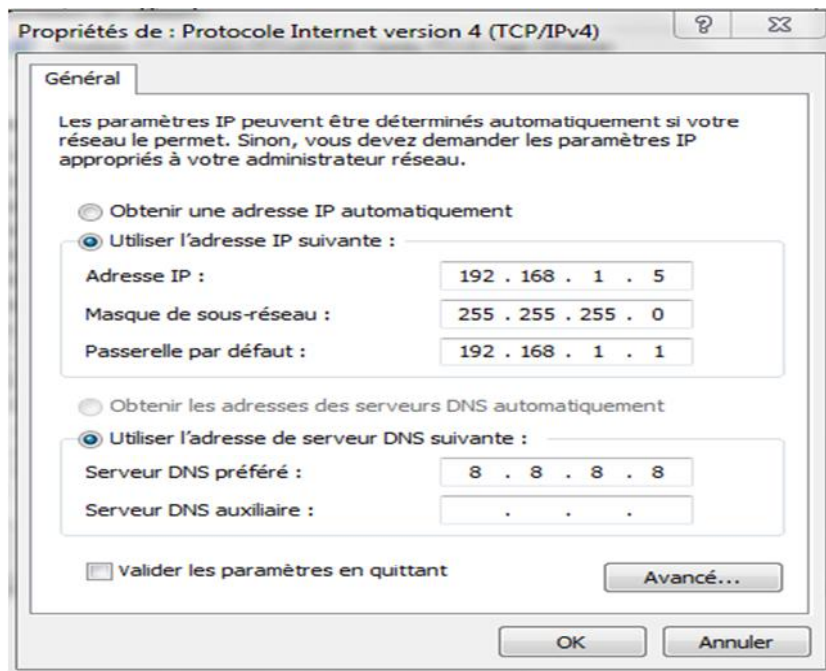 Propriétés de : Protocole Internet version 4 (TCP/IPv4)
Général
Les paramètres IP peuvent être déterminés automatiquement si votre
réseau le permet. Sinon, vous devez demander les paramètres IP
appropriés à votre administrateur réseau.
Obtenir une adresse IP automatiquement
Utiliser l'adresse IP suivante :
Adresse IP : 192 . 168 . 1 . 5
Masque de sous-réseau : 255 . 255 . 255 . 0
Passerelle par défaut : 192 . 168 . 1 . 1
Obtenir les adresses des serveurs DNS automatiquement
Utiliser l'adresse de serveur DNS suivante :
Serveur DNS préféré : 8 . 8 . 8 . 8
Serveur DNS auxiliaire : . . .
Valider les paramètres en quittant
Avancé...
OK Annuler